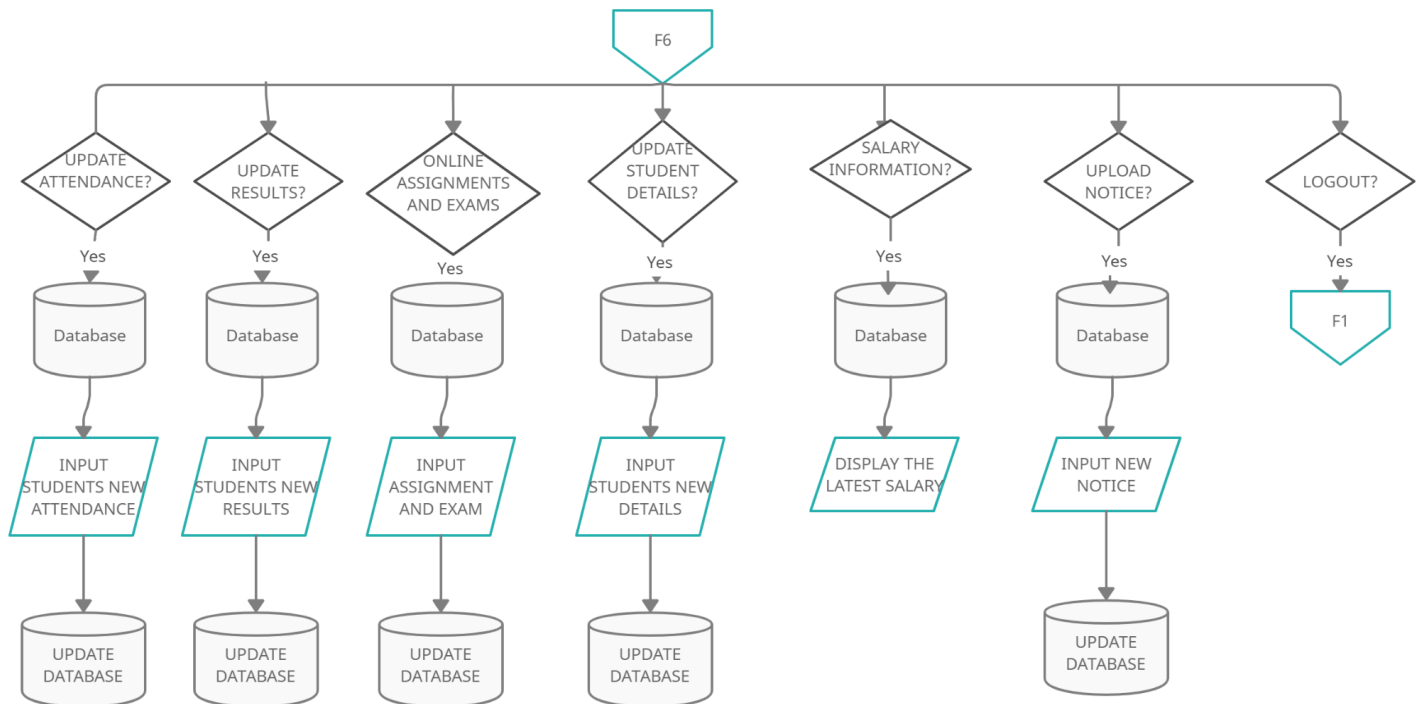 F6
UPDATE
ATTENDANCE?
UPDATE
RESULTS?
ONLINE
ASSIGNMENTS
AND EXAMS
UPDATE
STUDENT
DETAILS?
SALARY
INFORMATION?
UPLOAD
NOTICE?
LOGOUT?
Yes
Yes
Yes
Yes
Yes
Yes
Yes
Database
Database
Database
Database
Database
Database
F1
INPUT
STUDENTS NEW
ATTENDANCE
INPUT
STUDENTS NEW
RESULTS
INPUT
ASSIGNMENT
AND EXAM
INPUT
STUDENTS NEW
DETAILS
DISPLAY THE
LATEST SALARY
INPUT NEW
NOTICE
UPDATE
DATABASE
UPDATE
DATABASE
UPDATE
DATABASE
UPDATE
DATABASE
UPDATE
DATABASE